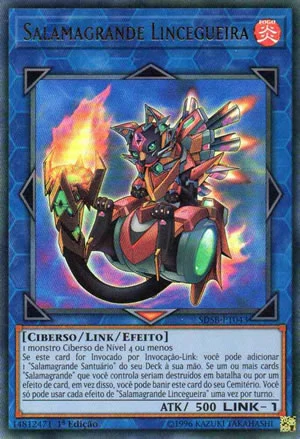 Salamagrande Lincegueira
炎
SDSB-PT043
[Ciberso/Link/Efeito]
1 monstro Ciberso de Nível 4 ou menos
Se este card for Invocado por Invocação-Link: você pode adicionar
1 "Salamagrande Santuário" do seu Deck à sua mão. Se um ou mais cards
"Salamagrande" que você controla seriam destruídos em batalha ou por um
efeito de card, em vez disso, você pode banir este card do seu Cemitério. Você
só pode usar cada efeito de "Salamagrande Lincegueira" uma vez por turno.
ATK/ 500 LINK-1
14812471 1ª Edição ©1996 KAZUKI TAKAHASHI